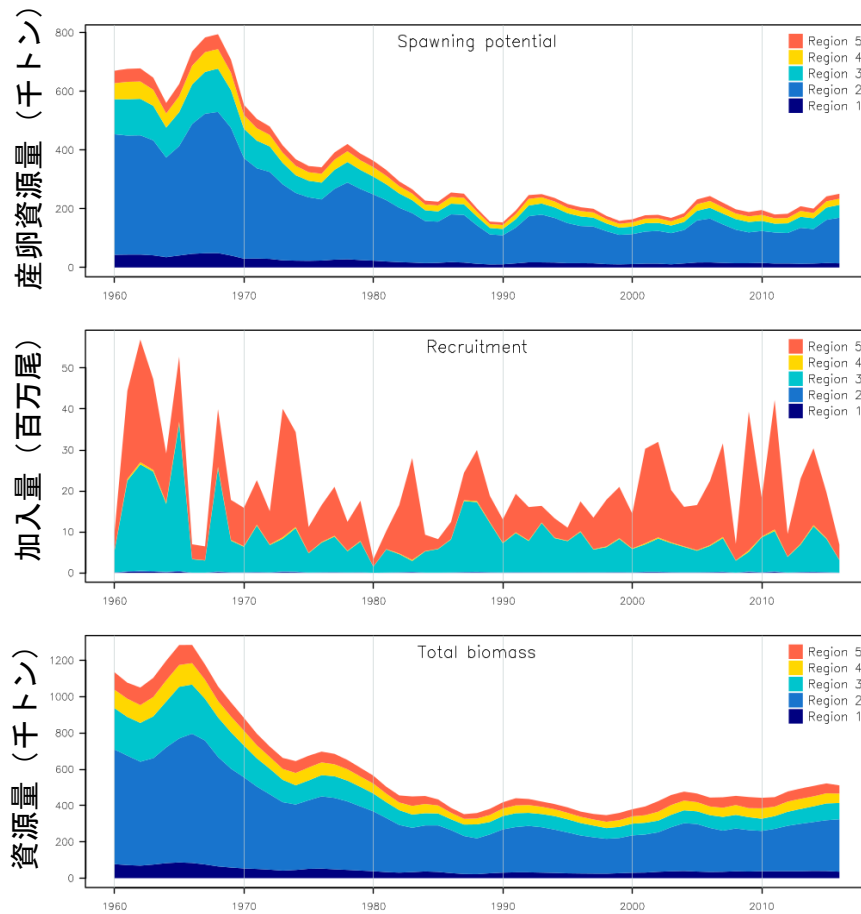 産卵資源量（千トン）
Spawning potential
800
600
400
200
0
Region 5
Region 4
Region 3
Region 2
Region 1
1960 1970 1980 1990 2000 2010
加入量（百万尾）
Recruitment
50
40
30
20
10
0
Region 5
Region 4
Region 3
Region 2
Region 1
1960 1970 1980 1990 2000 2010
資源量（千トン）
Total biomass
1200
1000
800
600
400
200
0
Region 5
Region 4
Region 3
Region 2
Region 1
1960 1970 1980 1990 2000 2010